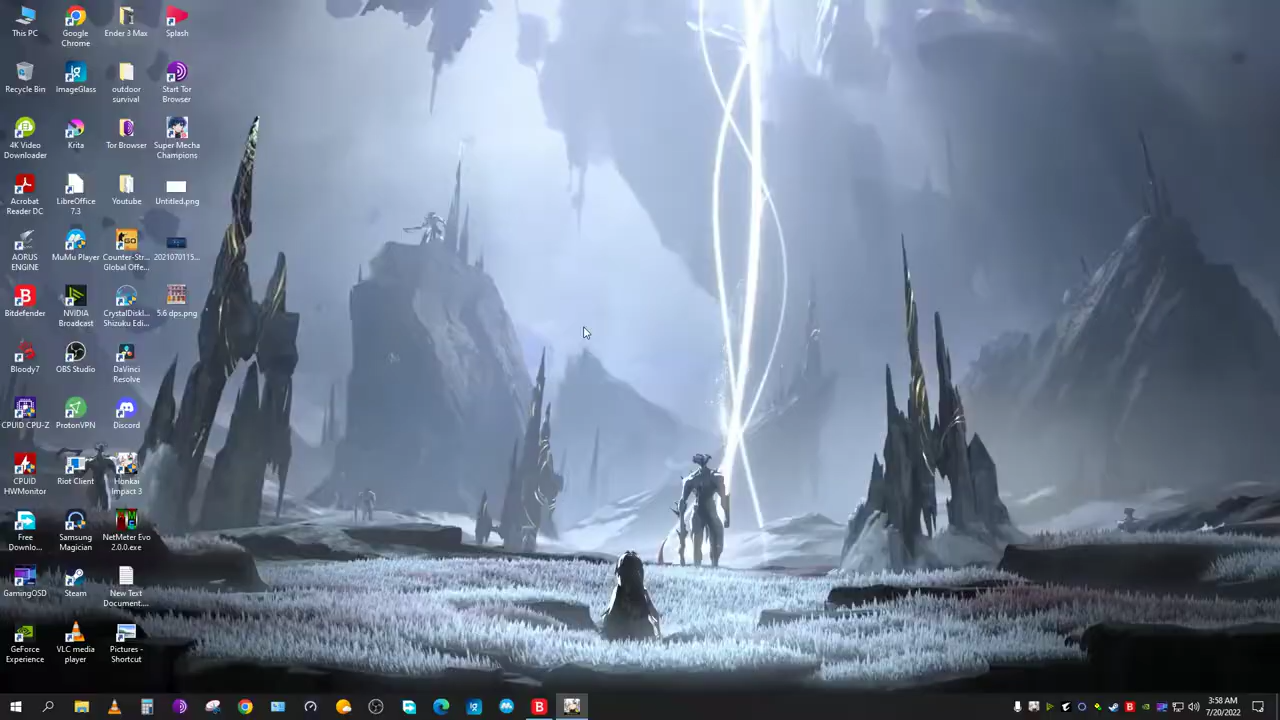 This PC
Google
Chrome
Ender 3 Max
Splash
Recycle Bin
ImageGlass
outdoor
survival
Start Tor
Browser
4K Video
Downloader
Krita
Tor Browser
Super Mecha
Champions
Acrobat
Reader DC
LibreOffice
7.3
Youtube
Untitled.png
AORUS
ENGINE
MuMu Player
Counter-Str...
Global Offe...
2021070115...
Bitdefender
NVIDIA
Broadcast
CrystalDiskI...
Shizuku Edi...
5.6 dps.png
Bloody7
OBS Studio
DaVinci
Resolve
CPUID CPU-Z
ProtonVPN
Discord
CPUID
HWMonitor
Riot Client
Honkai
Impact 3
Free
Downlo...
Samsung
Magician
NetMeter Evo
2.0.0.exe
GamingOSD
Steam
New Text
Document....
GeForce
Experience
VLC media
player
Pictures -
Shortcut
3:58 AM
7/20/2022